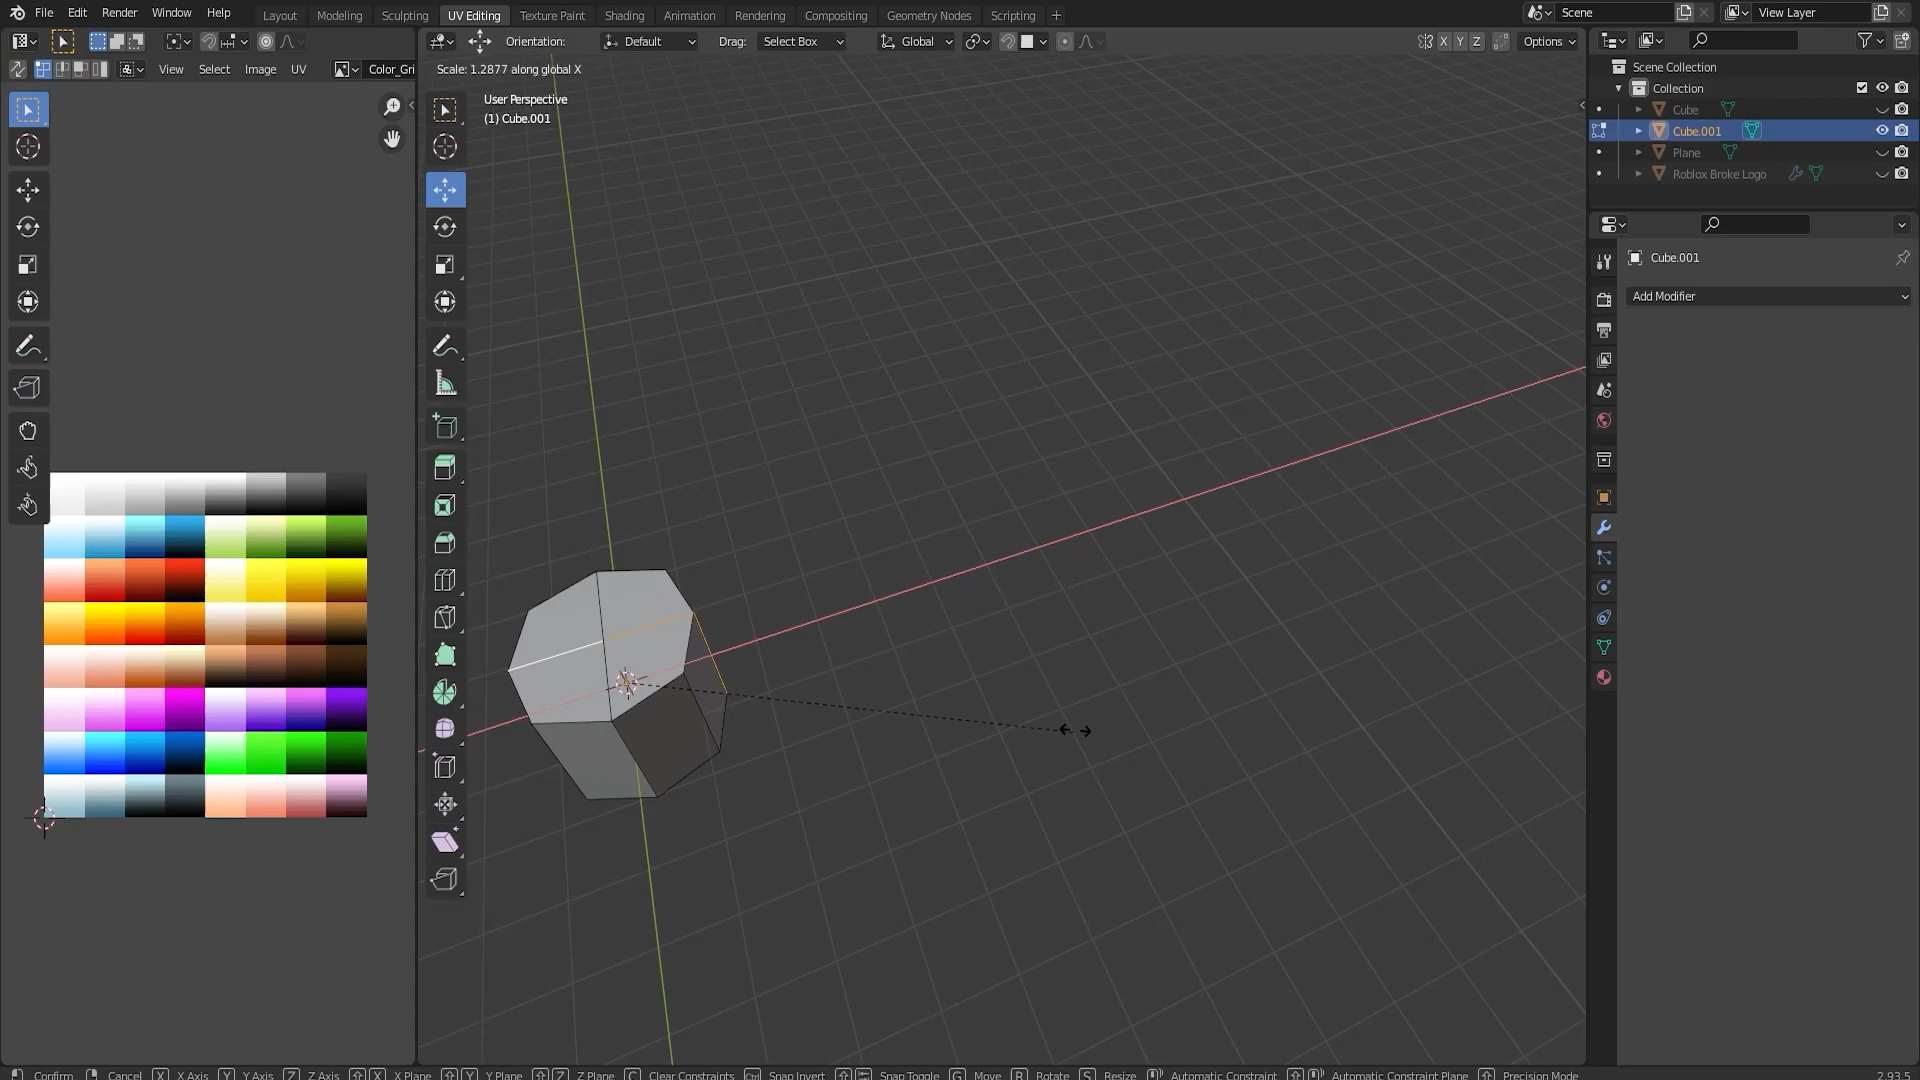 File Edit Render Window Help Layout Modeling Sculpting UV Editing Texture Paint Shading Animation Rendering Compositing Geometry Nodes Scripting + Scene View Layer
View Select Image UV Color_Gri
Orientation: Default Drag: Select Box Global X Y Z Options
Scale: 1.2877 along global X
User Perspective
(1) Cube.001
Scene Collection
Collection
Cube
Cube.001
Plane
Roblox Broke Logo
Cube.001
Add Modifier
Confirm Cancel X X Axis Y Y Axis Z Z Axis X X Plane Y Y Plane Z Z Plane C Clear Constraints Ctrl Snap Invert Snap Toggle G Move R Rotate S Resize Automatic Constraint Automatic Constraint Plane Precision Mode 2.93.5